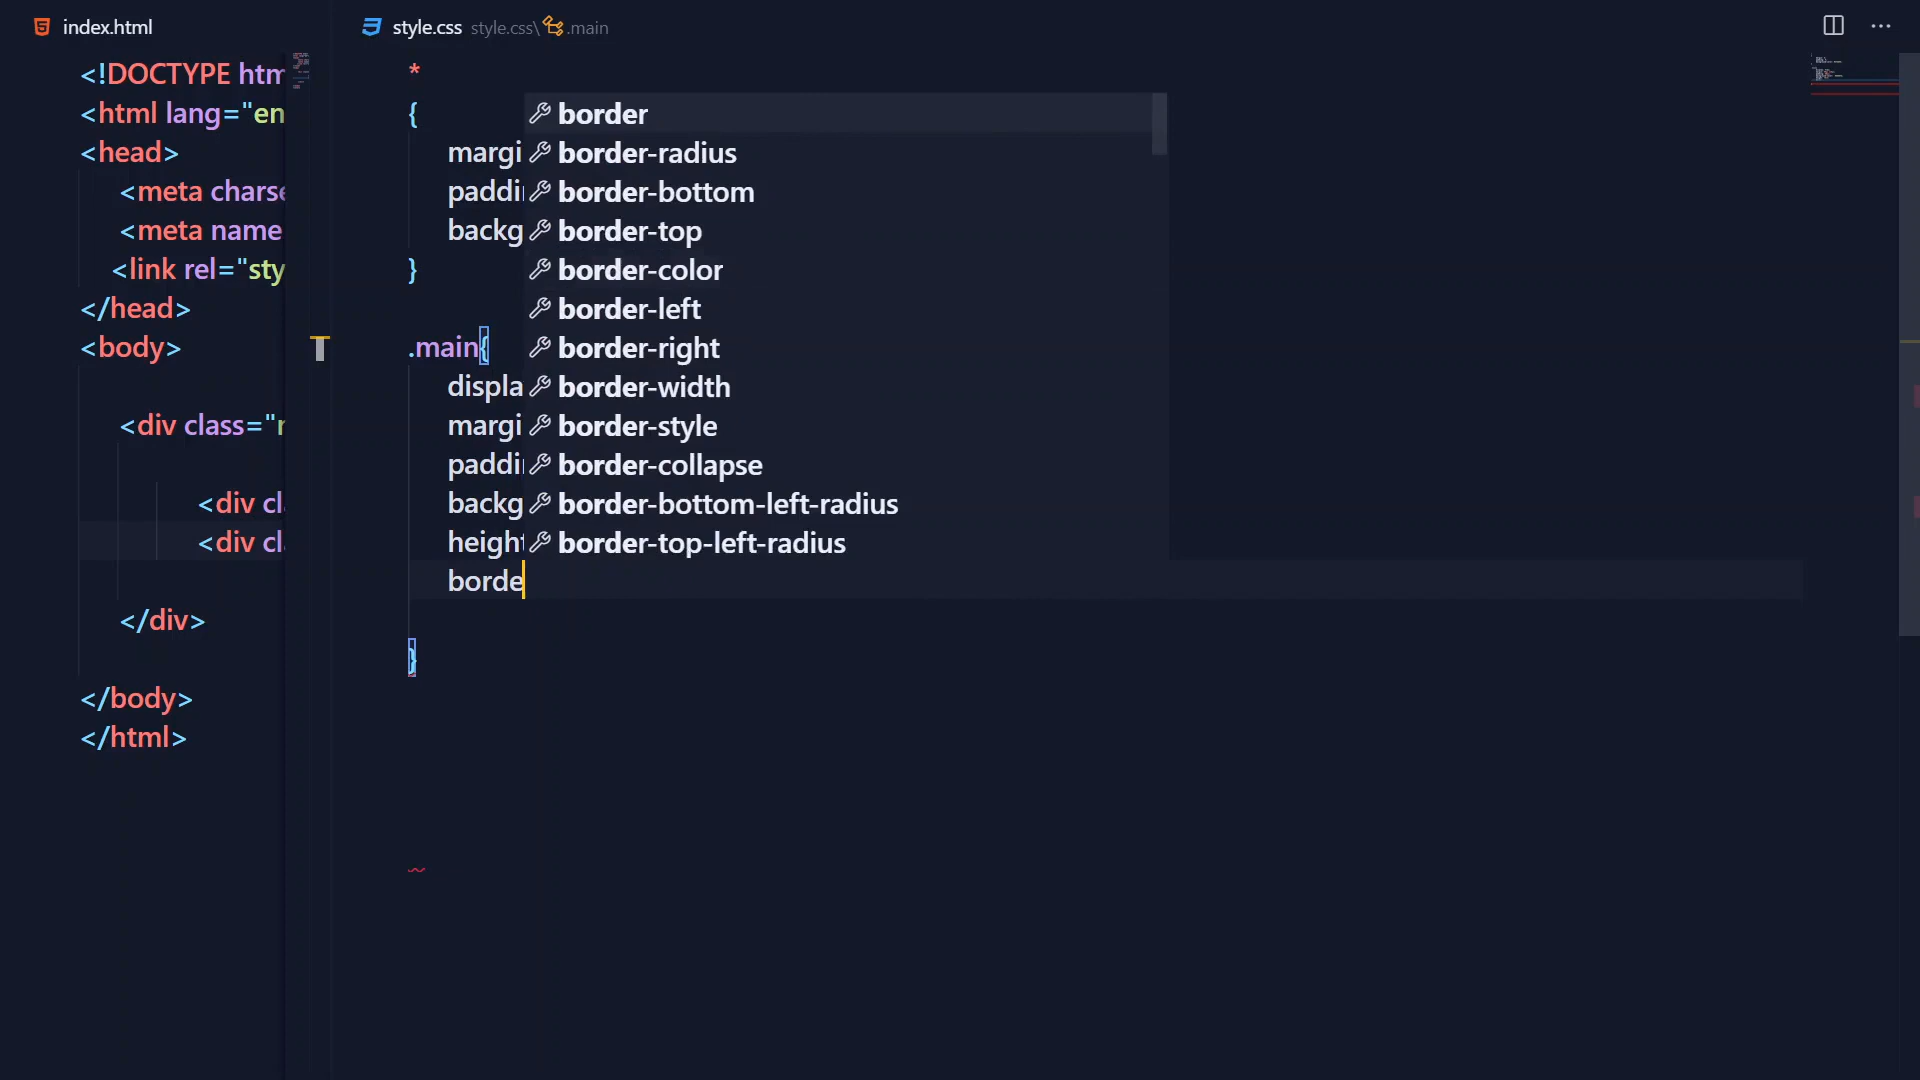 index.html
<!DOCTYPE htm
<html lang="en
<head>
<meta charse
<meta name
<link rel="sty
</head>
<body>
<div class="
<div cl
<div cl
</div>
</body>
</html>
style.css style.css\ .main
*
{
margi
paddi
backg
}
.main{
displa
margi
paddi
backg
height
borde
}
border
border-radius
border-bottom
border-top
border-color
border-left
border-right
border-width
border-style
border-collapse
border-bottom-left-radius
border-top-left-radius